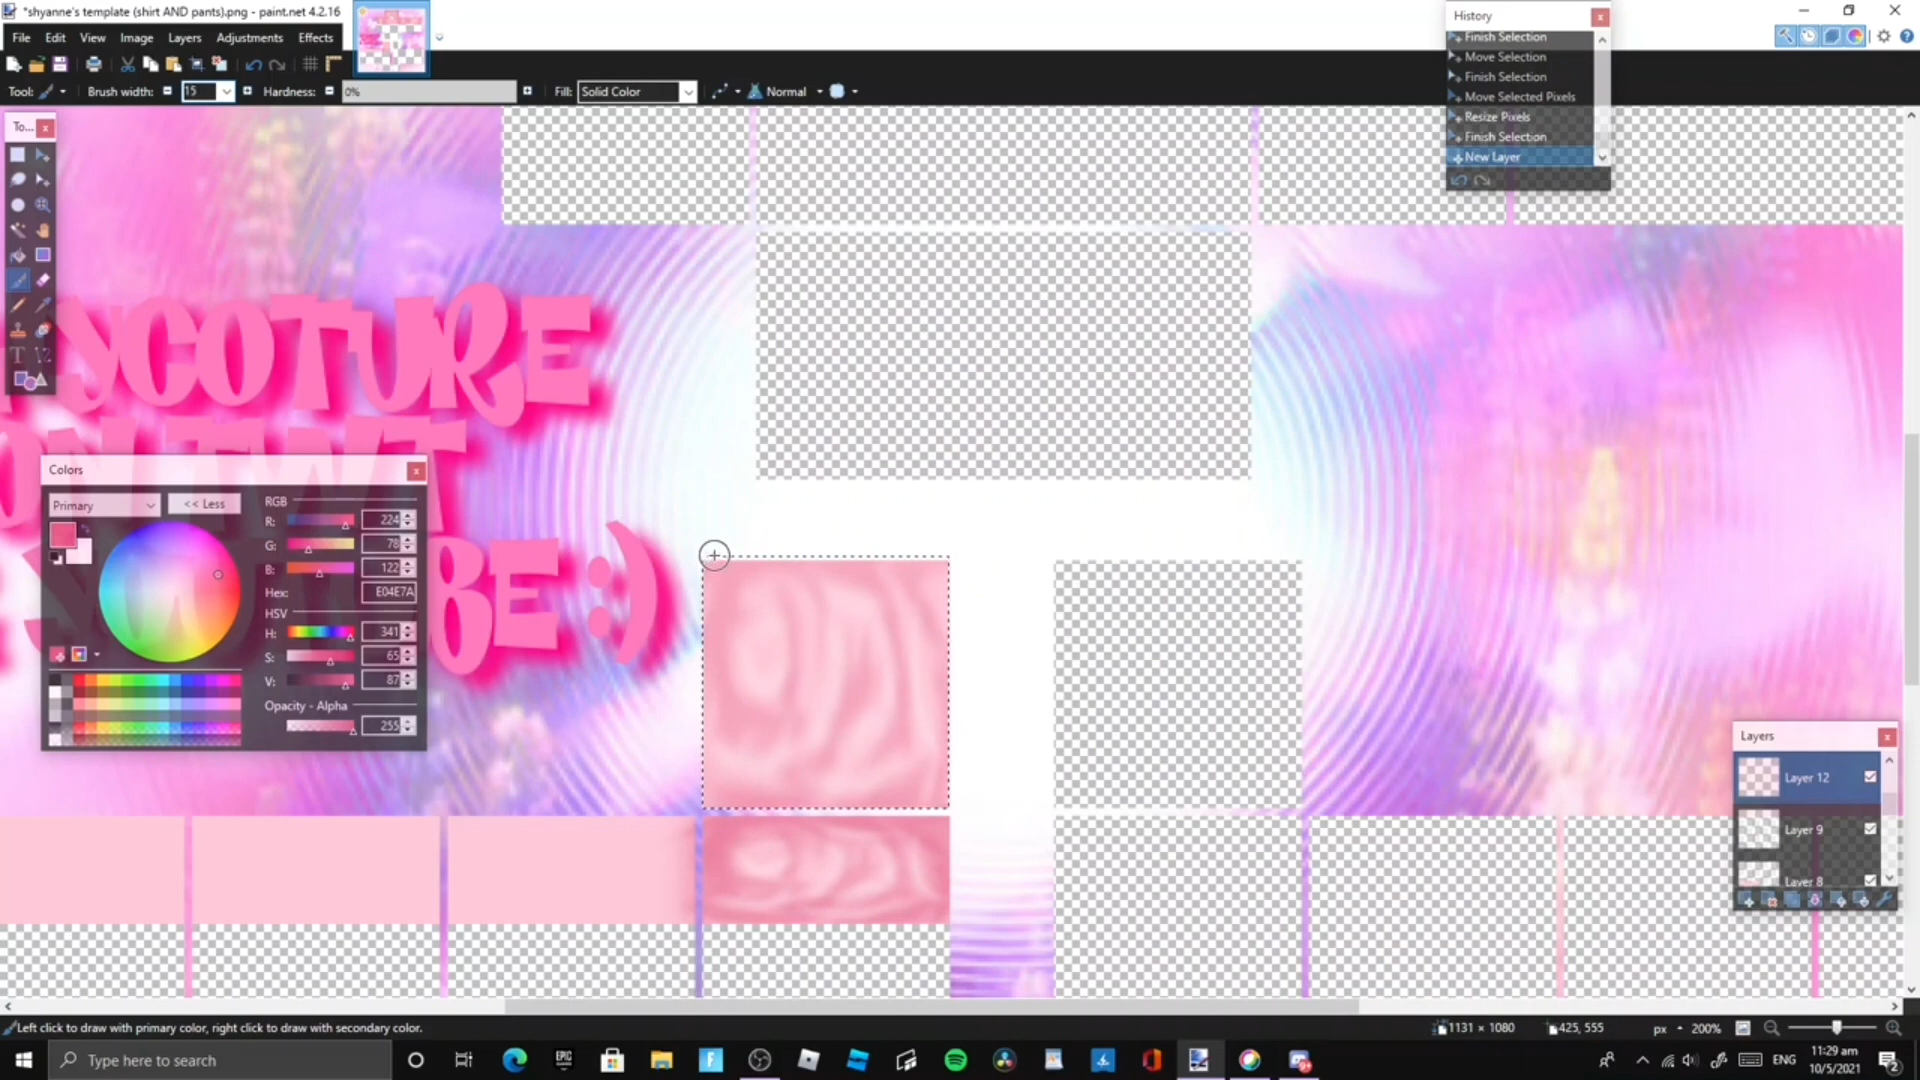 *shyanne's template (shirt AND pants).png - paint.net 4.2.16
File Edit View Image Layers Adjustments Effects
Tool: Brush width: 15 Hardness: 0% Fill: Solid Color Normal
History
Finish Selection
Move Selection
Finish Selection
Move Selected Pixels
Resize Pixels
Finish Selection
New Layer
To...
YCOTURE
BE :)
Colors
Primary << Less RGB
R: 224
G: 78
B: 122
Hex: E04E7A
HSV
H: 341
S: 65
V: 87
Opacity - Alpha
255
Layers
Layer 12
Layer 9
Layer 8
Left click to draw with primary color, right click to draw with secondary color.
1131 × 1080 425, 555 px 200%
Type here to search
EPIC
ENG
11:29 am
10/5/2021
2